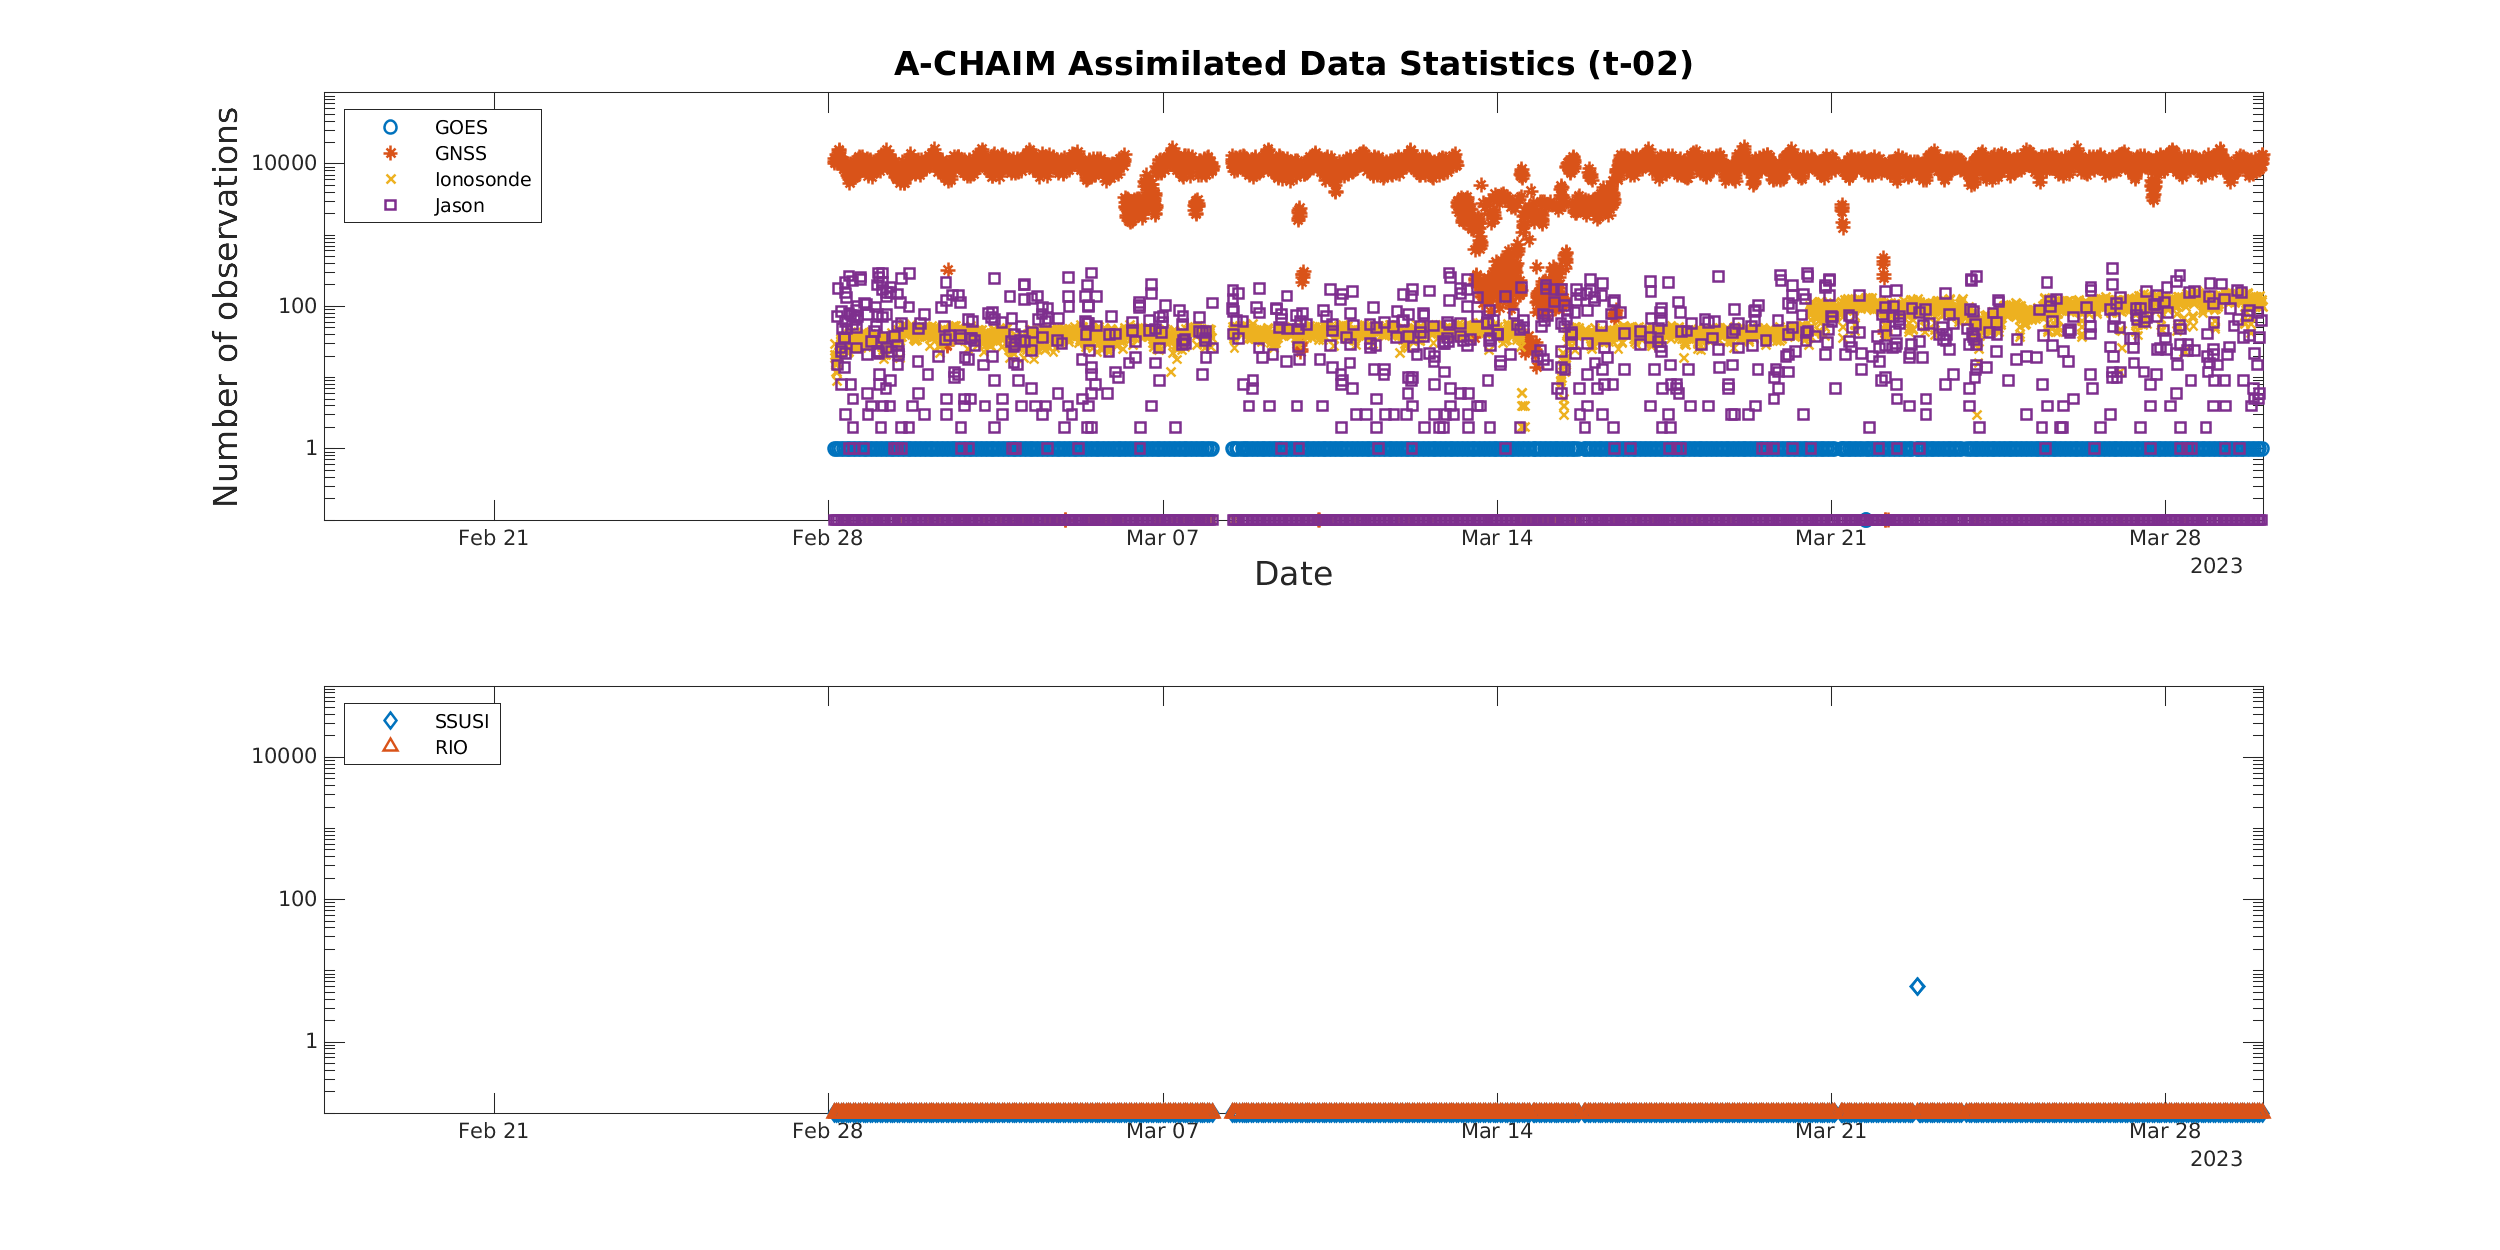 A-CHAIM Assimilated Data Statistics (t-02)
Number of observations
GOES
GNSS
Ionosonde
Jason
10000
100
1
Feb 21
Feb 28
Mar 07
Mar 14
Mar 21
Mar 28
2023
Date
SSUSI
RIO
10000
100
1
Feb 21
Feb 28
Mar 07
Mar 14
Mar 21
Mar 28
2023